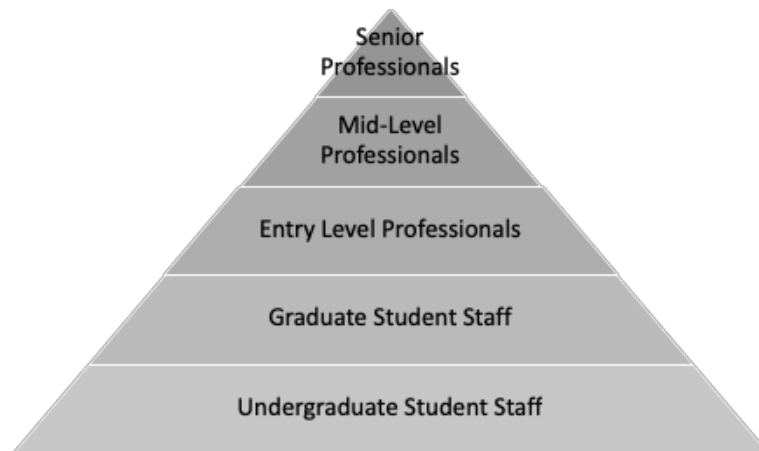 Senior
Professionals
Mid-Level
Professionals
Entry Level Professionals
Graduate Student Staff
Undergraduate Student Staff